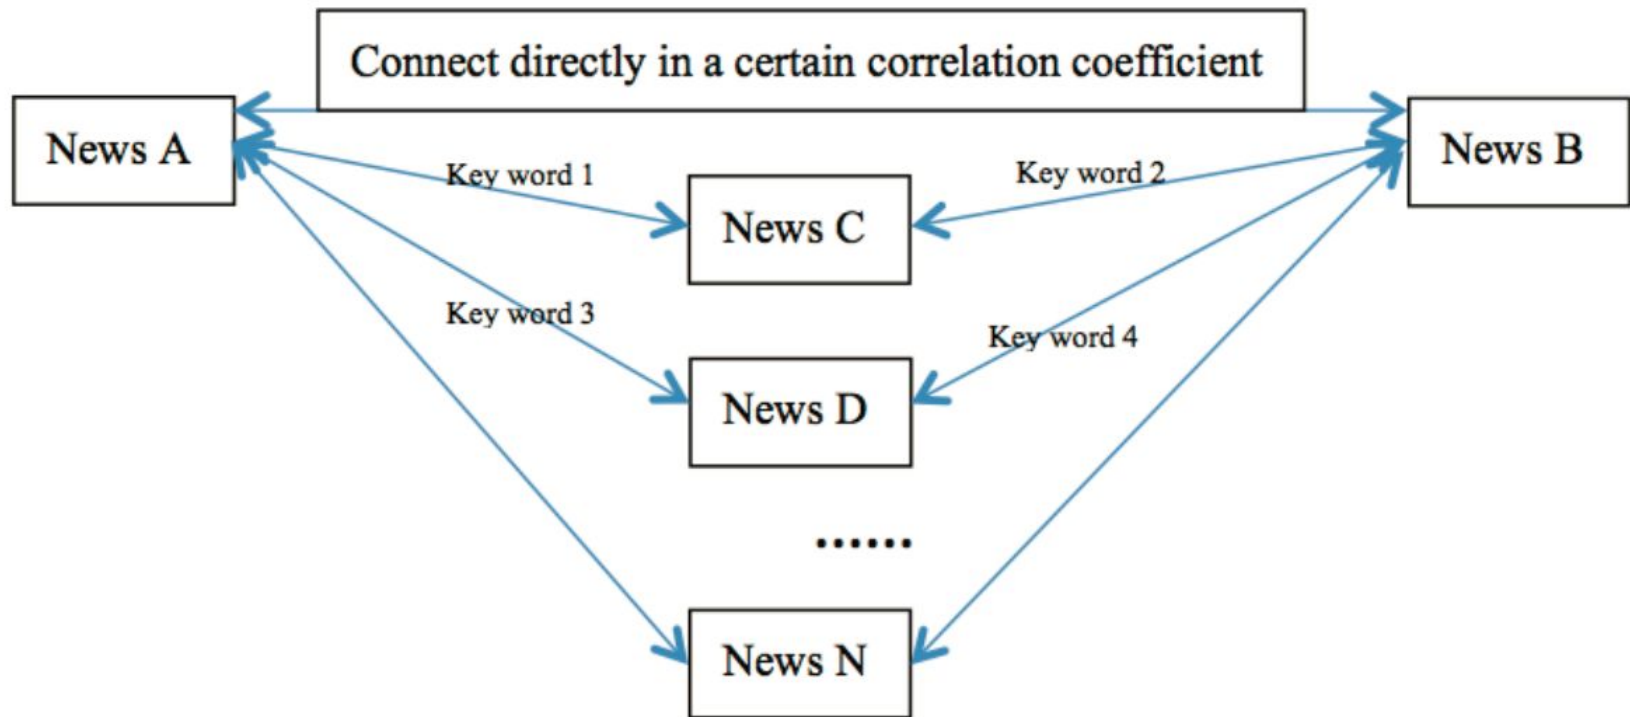 Connect directly in a certain correlation coefficient
News A
News B
Key word 1
Key word 2
News C
Key word 3
Key word 4
News D
......
News N